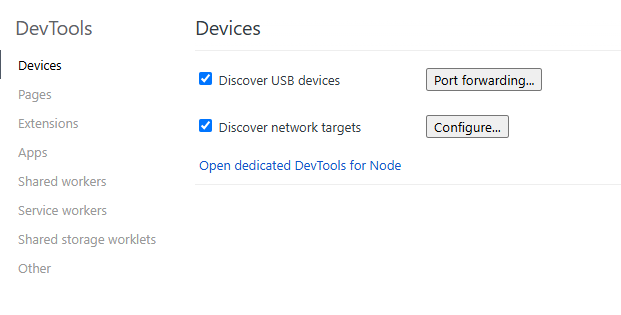 DevTools
Devices
Pages
Extensions
Apps
Shared workers
Service workers
Shared storage worklets
Other
Devices
Discover USB devices
Port forwarding...
Discover network targets
Configure...
Open dedicated DevTools for Node